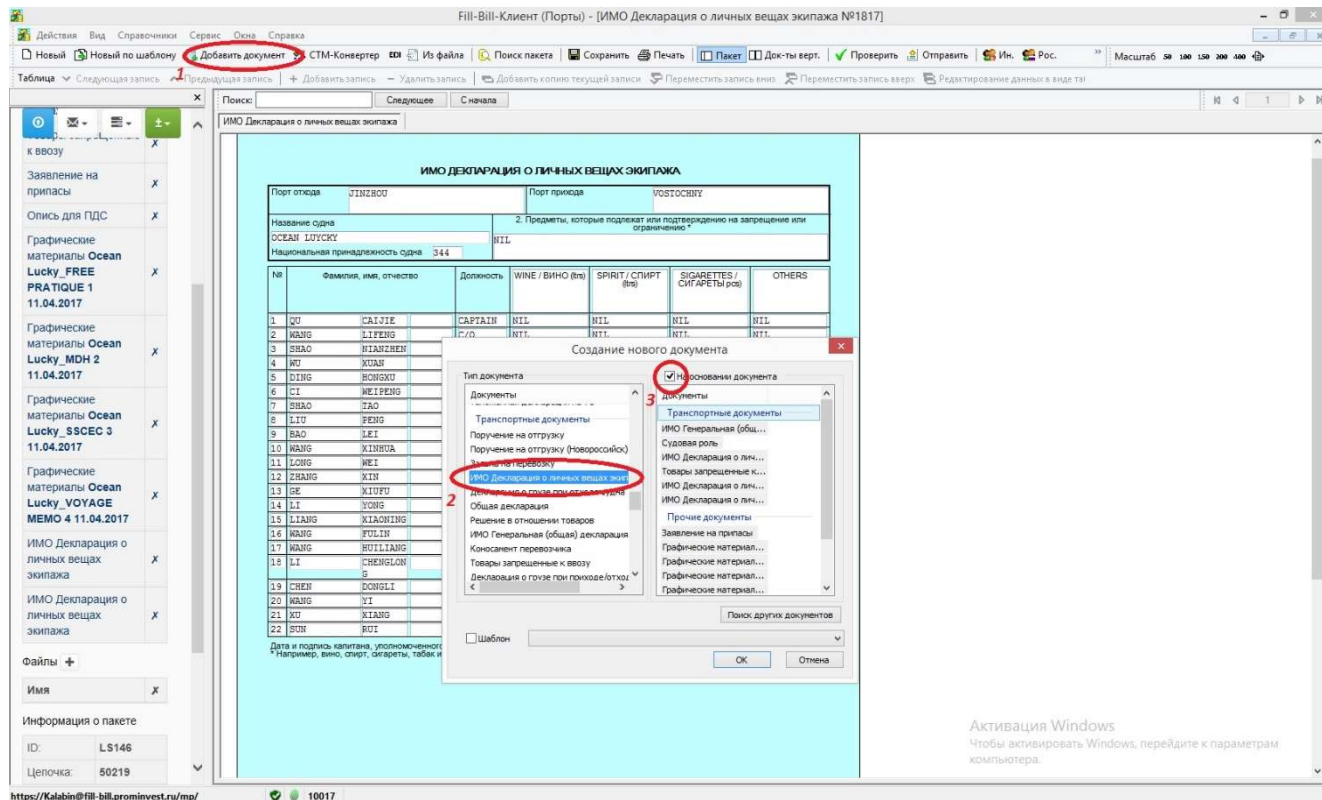 Fill-Bill-Клиент (Порты) - [ИМО Декларация о личных вещах экипажа №1817]
Действия Вид Справочники Сервис Окна Справка
Новый Новый по шаблону Добавить документ СТМ-Конвертер EDI Из файла Поиск пакета Сохранить Печать Пакет Док-ты верт. Проверить Отправить Ин. Рос. » Масштаб 50 100 150 200 400
1
Таблица Следующая запись Предыдущая запись + Добавить запись − Удалить запись Добавить копию текущей записи Переместить запись вниз Переместить запись вверх Редактирование данных в виде таб
Поиск: Следующее С начала 1
ИМО Декларация о личных вещах экипажа
к ввозу
Заявление на
припасы x
Опись для ПДС x
Графические
материалы Ocean
Lucky_FREE
PRATIQUE 1
11.04.2017 x
Графические
материалы Ocean
Lucky_MDH 2
11.04.2017 x
Графические
материалы Ocean
Lucky_SSCEC 3
11.04.2017 x
Графические
материалы Ocean
Lucky_VOYAGE
MEMO 4 11.04.2017 x
ИМО Декларация о
личных вещах
экипажа x
ИМО Декларация о
личных вещах
экипажа x
Файлы +
Имя x
Информация о пакете
ID: LS146
Цепочка: 50219
ИМО ДЕКЛАРАЦИЯ О ЛИЧНЫХ ВЕЩАХ ЭКИПАЖА
Порт отхода JINZHOU Порт прихода VOSTOCHNY
Название судна 2. Предметы, которые подлежат или подтверждению на запрещение или
ограничению *
OCEAN LUYCKY NIL
Национальная принадлежность судна 344
№ Фамилия, имя, отчество Должность WINE / ВИНО (ltrs) SPIRIT / СПИРТ
(ltrs) SIGARETTES /
СИГАРЕТЫ pcs) OTHERS
1 QU CAIJIE CAPTAIN NIL NIL NIL NIL
2 WANG LIFENG C/O NIL NIL NIL NIL
3 SHAO NIANZHEN
4 WU XUAN
5 DING HONGXU
6 CI WEIPENG
7 SHAO TAO
8 LIU PENG
9 BAO LEI
10 WANG XINHUA
11 LONG WEI
12 ZHANG XIN
13 GE XIUFU
14 LI YONG
15 LIANG XIAONING
16 WANG FULIN
17 WANG HUILIANG
18 LI CHENGLON
G
19 CHEN DONGLI
20 WANG YI
21 XU XIANG
22 SUN RUI
Дата и подпись капитана, уполномоченного
* Например, вино, спирт, сигареты, табак и
Создание нового документа
Тип документа
Документы
Транспортные документы
Поручение на отгрузку
Поручение на отгрузку (Новороссийск)
Заявка на перевозку
ИМО Декларация о личных вещах экип
2
Декларация о грузе при отходе судна
Общая декларация
Решение в отношении товаров
ИМО Генеральная (общая) декларация
Коносамент перевозчика
Товары запрещенные к ввозу
Декларация о грузе при приходе/отход
На основании документа
3
Документы
Транспортные документы
ИМО Генеральная (общ...
Судовая роль
ИМО Декларация о лич...
Товары запрещенные к...
ИМО Декларация о лич...
ИМО Декларация о лич...
Прочие документы
Заявление на припасы
Графические материал...
Графические материал...
Графические материал...
Графические материал...
Поиск других документов
Шаблон
OK Отмена
Активация Windows
Чтобы активировать Windows, перейдите к параметрам
компьютера.
https://Kalabin@fill-bill.prominvest.ru/mp/ 10017